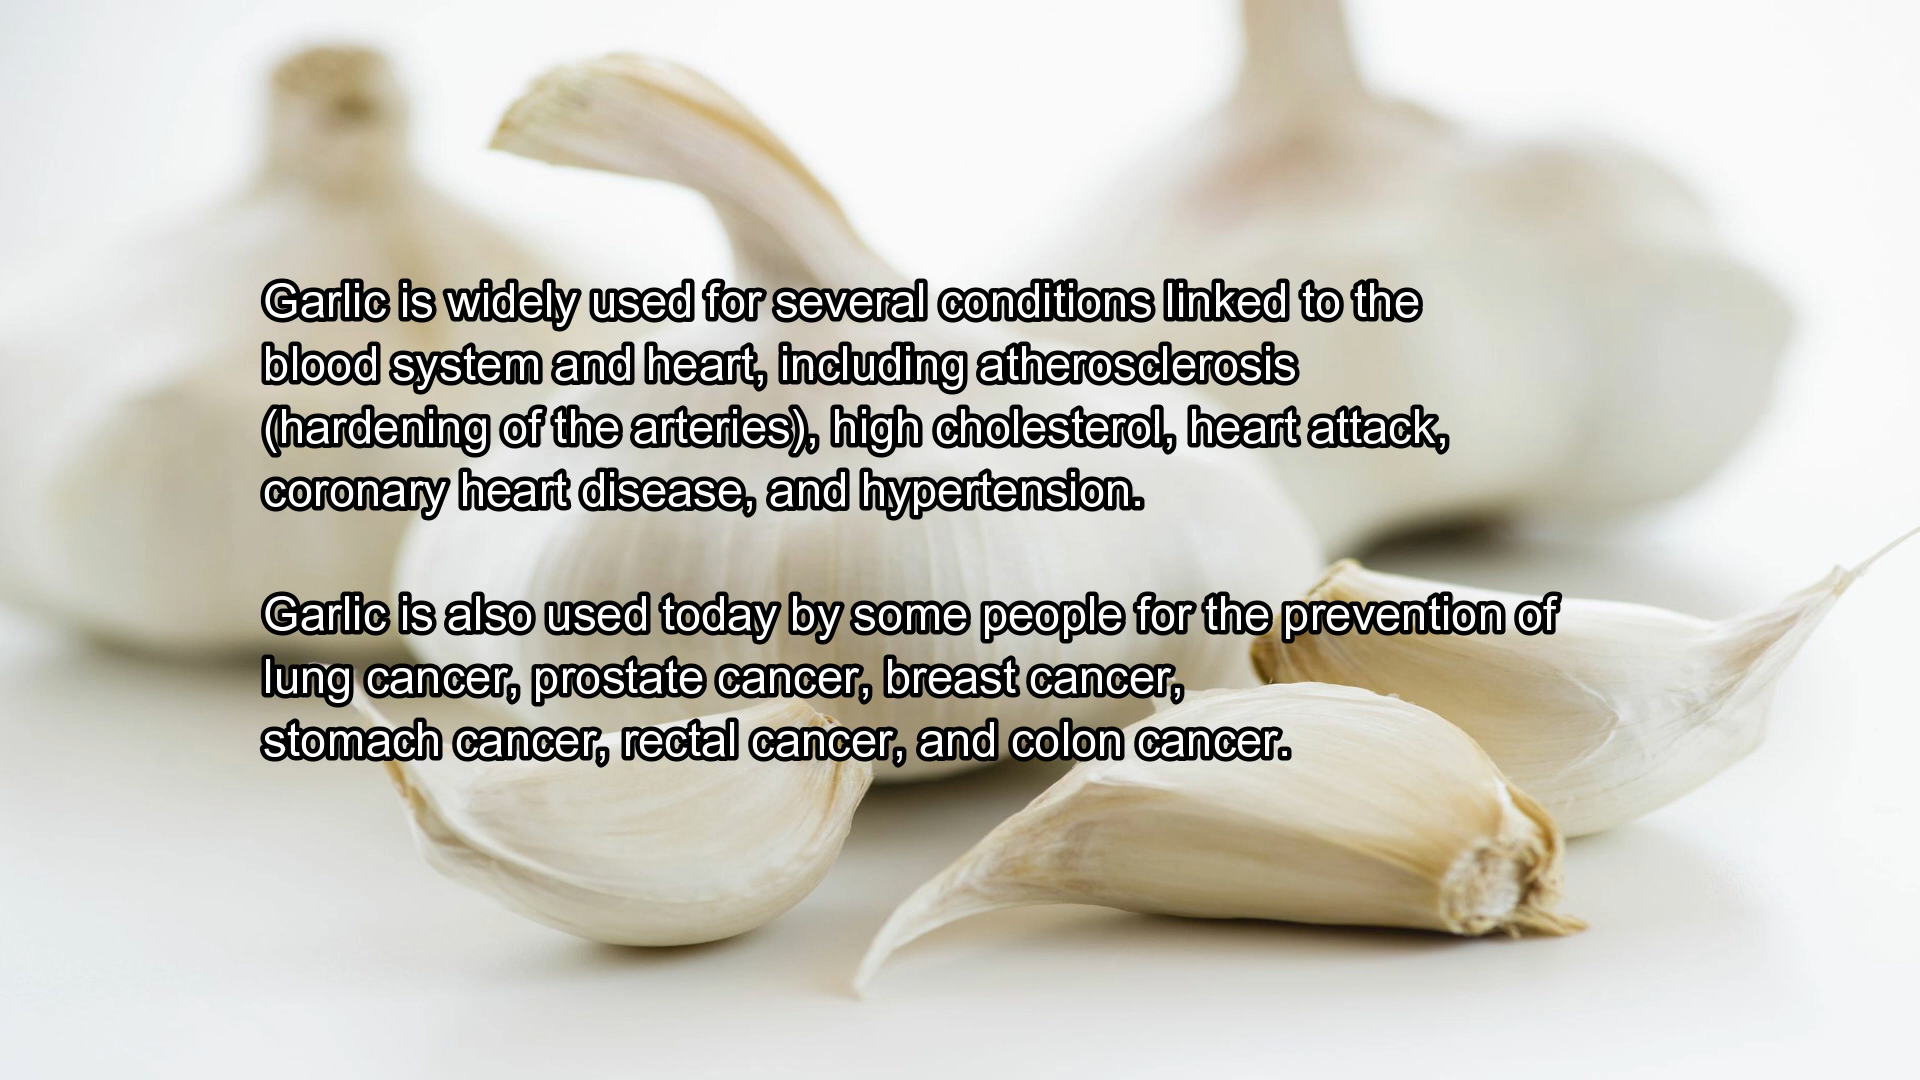 Garlic is widely used for several conditions linked to the
blood system and heart, including atherosclerosis
(hardening of the arteries), high cholesterol, heart attack,
coronary heart disease, and hypertension.
Garlic is also used today by some people for the prevention of
lung cancer, prostate cancer, breast cancer,
stomach cancer, rectal cancer, and colon cancer.